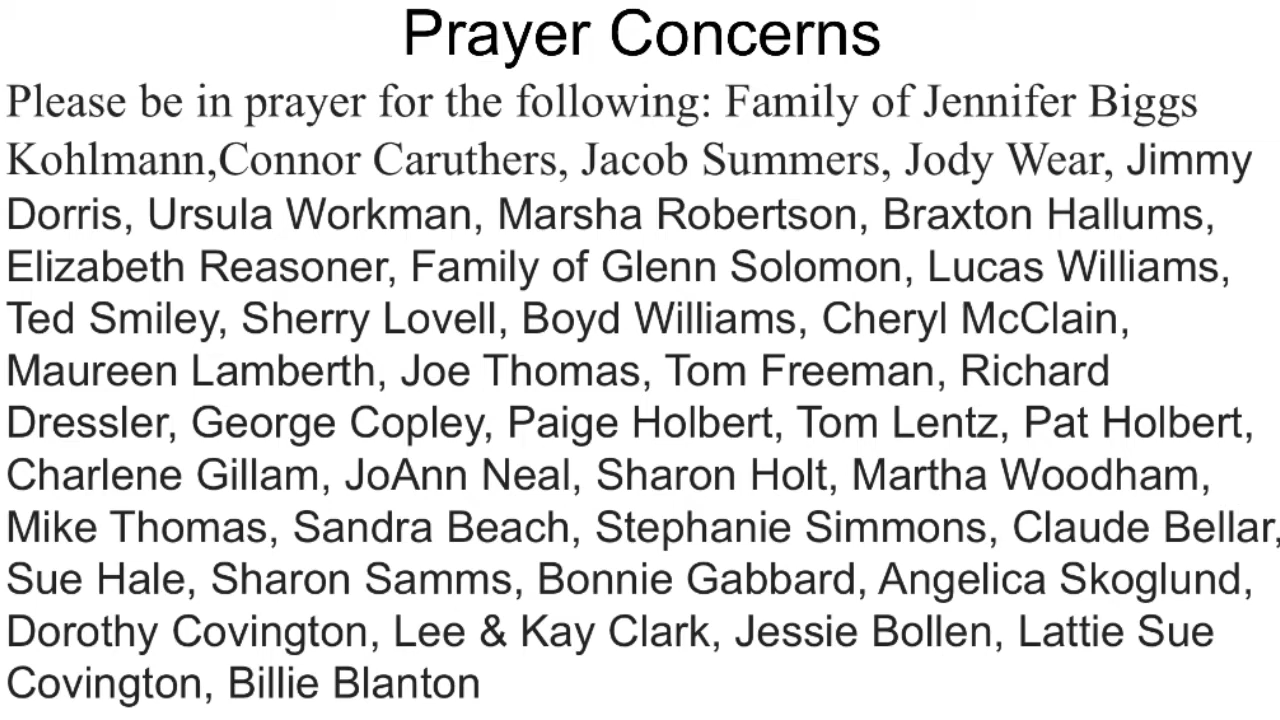 Prayer Concerns
Please be in prayer for the following: Family of Jennifer Biggs
Kohlmann,Connor Caruthers, Jacob Summers, Jody Wear, Jimmy
Dorris, Ursula Workman, Marsha Robertson, Braxton Hallums,
Elizabeth Reasoner, Family of Glenn Solomon, Lucas Williams,
Ted Smiley, Sherry Lovell, Boyd Williams, Cheryl McClain,
Maureen Lamberth, Joe Thomas, Tom Freeman, Richard
Dressler, George Copley, Paige Holbert, Tom Lentz, Pat Holbert,
Charlene Gillam, JoAnn Neal, Sharon Holt, Martha Woodham,
Mike Thomas, Sandra Beach, Stephanie Simmons, Claude Bellar,
Sue Hale, Sharon Samms, Bonnie Gabbard, Angelica Skoglund,
Dorothy Covington, Lee & Kay Clark, Jessie Bollen, Lattie Sue
Covington, Billie Blanton